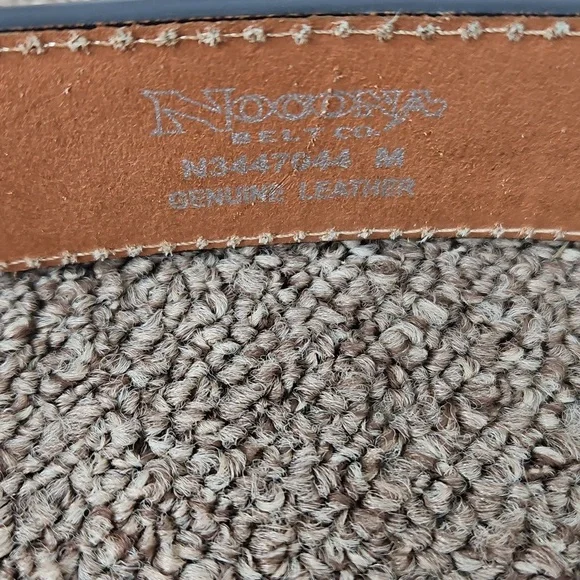 Nocona
BELT CO.
N3447044 M
GENUINE LEATHER